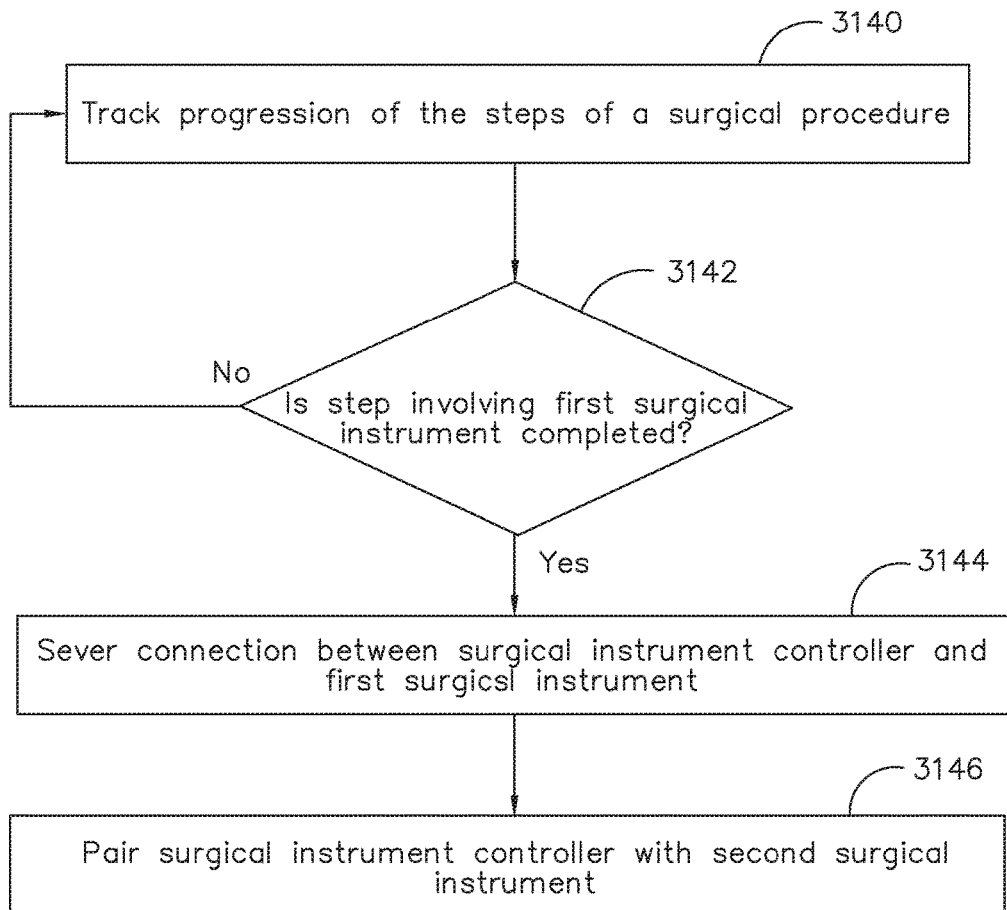 3140
Track progression of the steps of a surgical procedure
3142
No
Is step involving first surgical
instrument completed?
Yes
3144
Sever connection between surgical instrument controller and
first surgicsl instrument
3146
Pair surgical instrument controller with second surgical
instrument